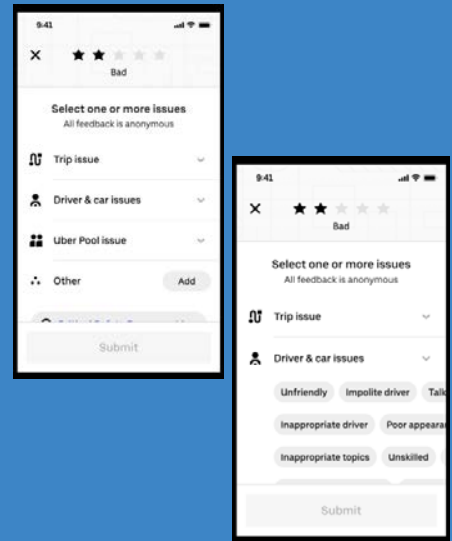 9:41
Bad
Select one or more issues
All feedback is anonymous
Trip issue
Driver & car issues
Uber Pool issue
Other
Add
Submit
9:41
Bad
Select one or more issues
All feedback is anonymous
Trip issue
Driver & car issues
Unfriendly Impolite driver
Inappropriate driver Poor
Inappropriate topics Unskilled
Submit